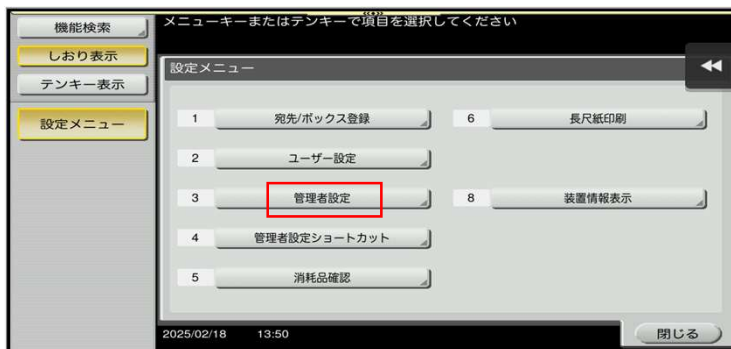 機能検索
しおり表示
テンキー表示
設定メニュー
メニューキーまたはテンキーで項目を選択してください
設定メニュー
1 宛先/ボックス登録
6 長尺紙印刷
2 ユーザー設定
3 管理者設定
8 装置情報表示
4 管理者設定ショートカット
5 消耗品確認
2025/02/18 13:50
閉じる